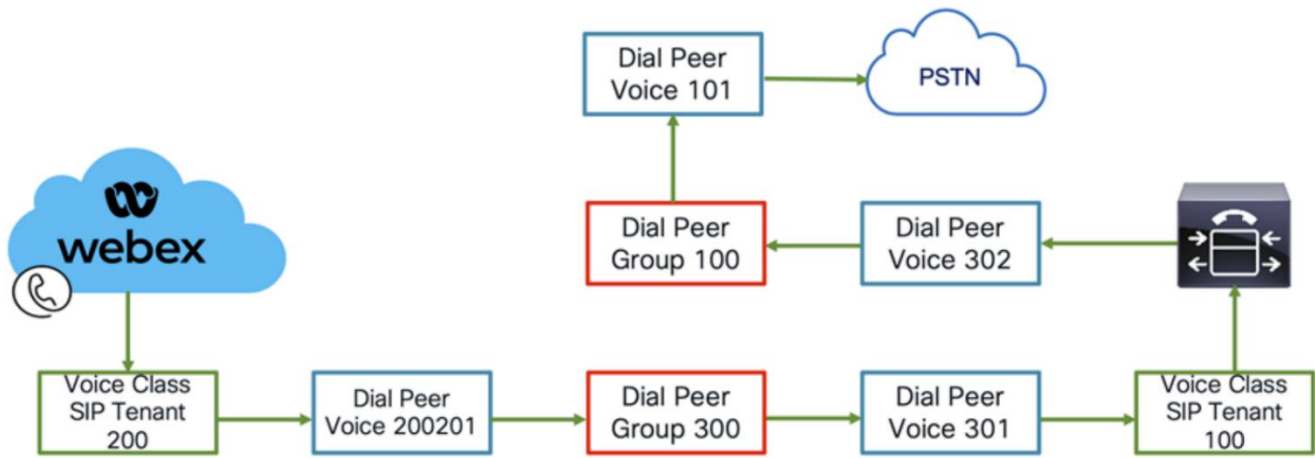 Dial Peer
Voice 101
PSTN
webex
Dial Peer
Group 100
Dial Peer
Voice 302
Voice Class
SIP Tenant
200
Dial Peer
Voice 200201
Dial Peer
Group 300
Dial Peer
Voice 301
Voice Class
SIP Tenant
100